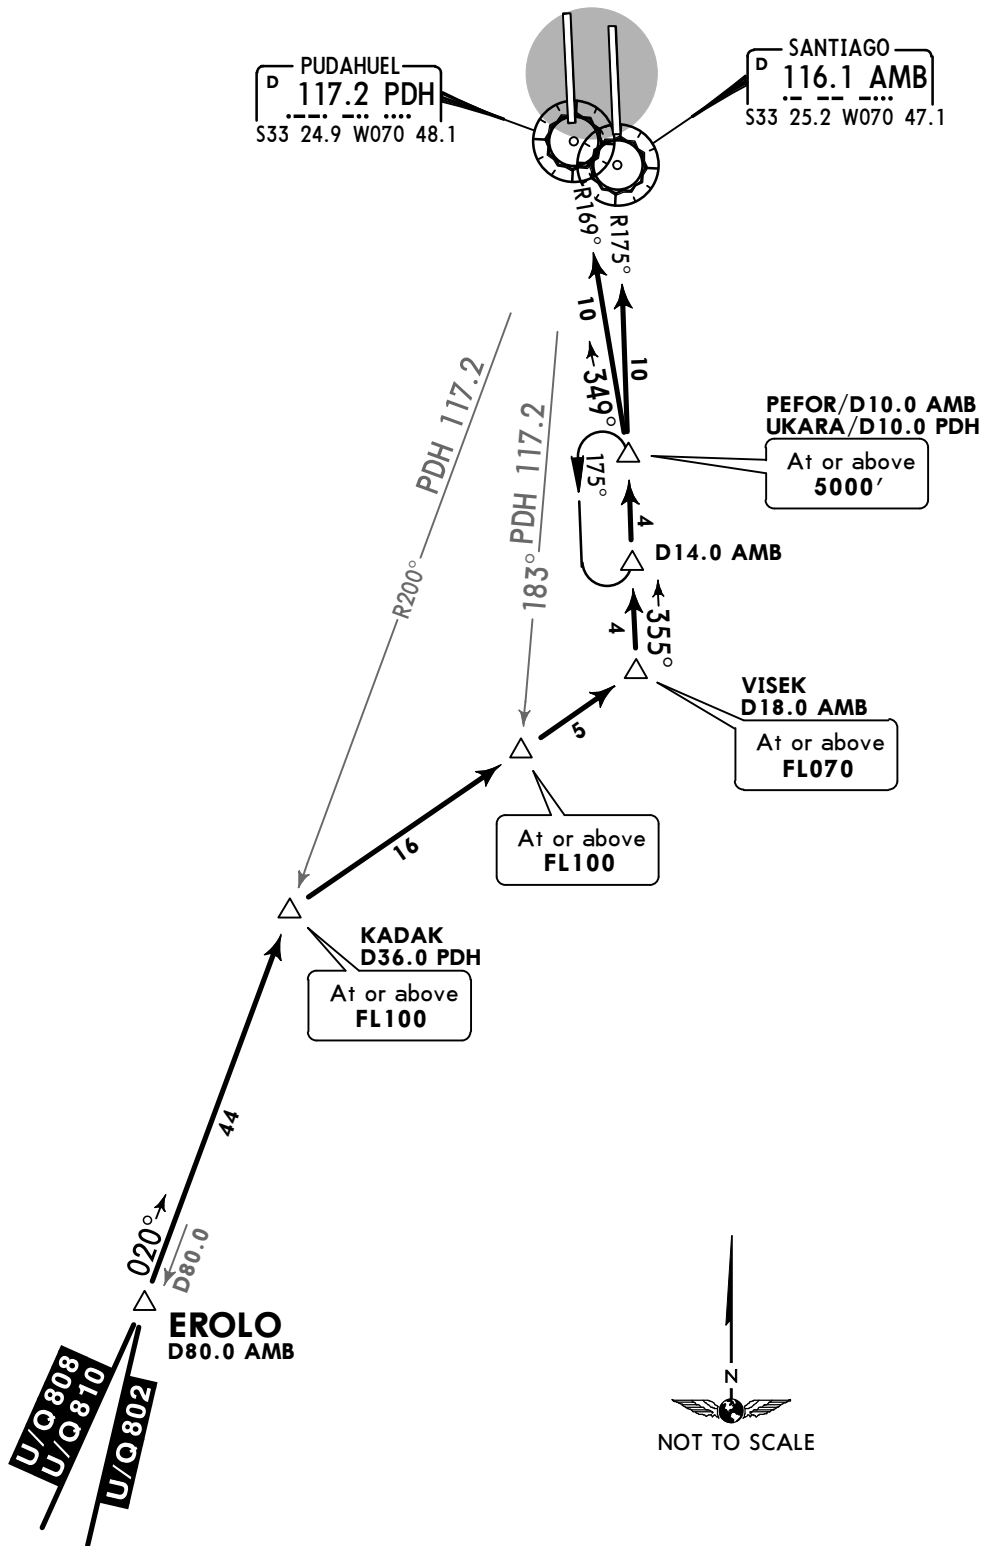 PUDAHUEL
D 117.2 PDH
S33 24.9 W070 48.1
SANTIAGO
D 116.1 AMB
S33 25.2 W070 47.1
R169°
R175°
10
10
349°
PDH 117.2
R200°
183° PDH 117.2
PEFOR/D10.0 AMB
UKARA/D10.0 PDH
At or above
5000′
175°
4
D14.0 AMB
4
355°
VISEK
D18.0 AMB
At or above
FL070
5
At or above
FL100
16
KADAK
D36.0 PDH
At or above
FL100
44
020°
D80.0
EROLO
D80.0 AMB
U/Q 808
U/Q 810
U/Q 802
N
NOT TO SCALE